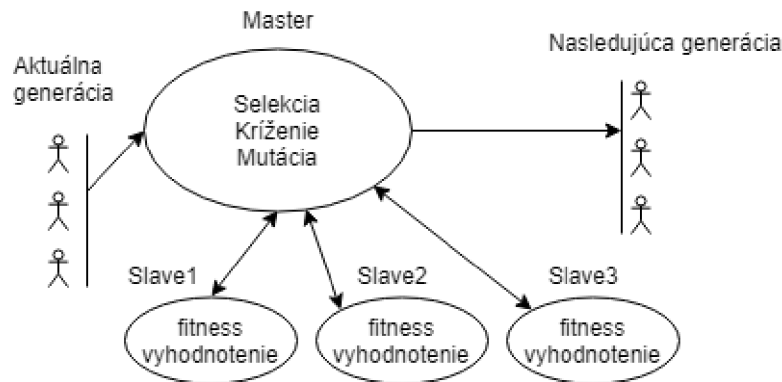 Master
Nasledujúca generácia
Aktuálna
generácia
Selekcia
Kríženie
Mutácia
Slave1
Slave2
Slave3
fitness
vyhodnotenie
fitness
vyhodnotenie
fitness
vyhodnotenie